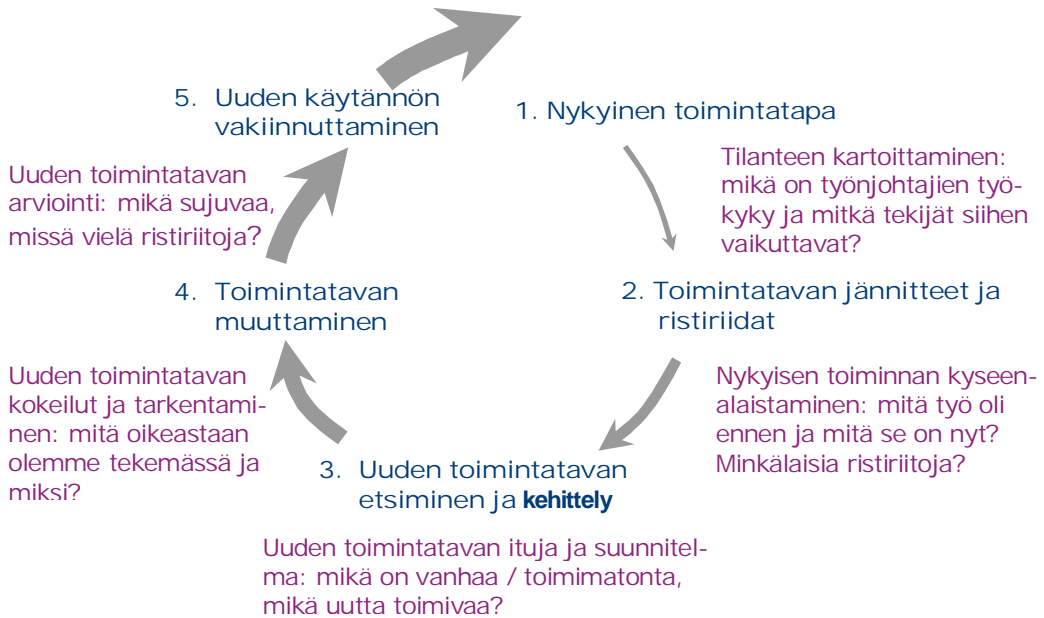 1. Nykyinen toimintatapa
Tilanteen kartoittaminen:
mikä on työnjohtajien työ-
kyky ja mitkä tekijät siihen
vaikuttavat?
2. Toimintatavan jännitteet ja
ristiriidat
Nykyisen toiminnan kyseen-
alaistaminen: mitä työ oli
ennen ja mitä se on nyt?
Minkälaisia ristiriitoja?
3. Uuden toimintatavan
etsiminen ja kehittely
Uuden toimintatavan ituja ja suunnitel-
ma: mikä on vanhaa / toimimatonta,
mikä uutta toimivaa?
4. Toimintatavan
muuttaminen
Uuden toimintatavan
kokeilut ja tarkentami-
nen: mitä oikeastaan
olemme tekemässä ja
miksi?
5. Uuden käytännön
vakiinnuttaminen
Uuden toimintatavan
arviointi: mikä sujuvaa,
missä vielä ristiriitoja?